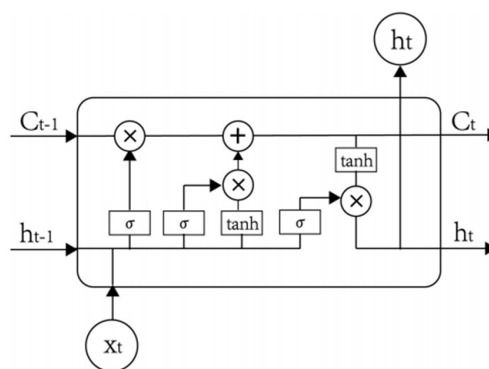 ht
Ct-1
×
+
Ct
tanh
×
×
σ
σ
tanh
σ
ht-1
ht
xt